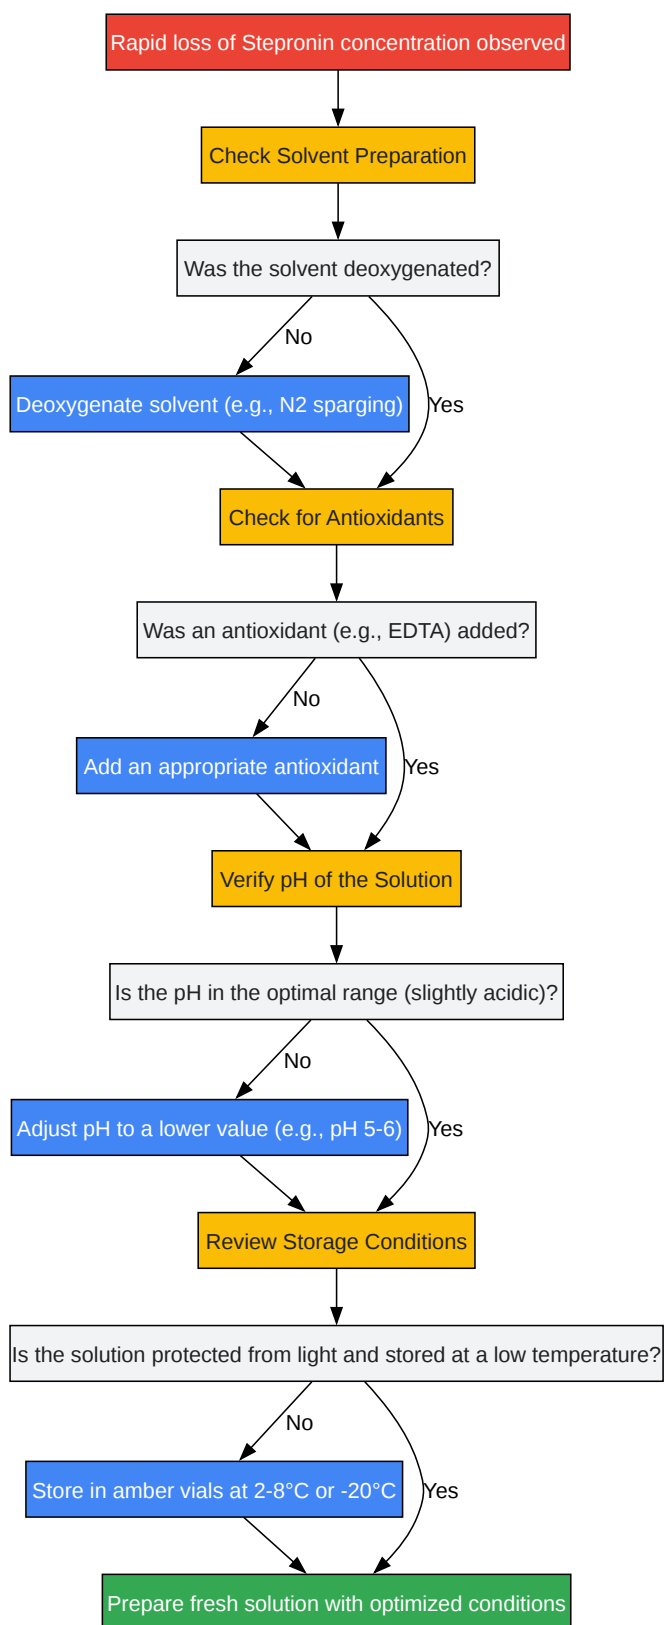 Rapid loss of Stepronin concentration observed
Check Solvent Preparation
Was the solvent deoxygenated?
No
Deoxygenate solvent (e.g., N2 sparging)
Yes
Check for Antioxidants
Was an antioxidant (e.g., EDTA) added?
No
Add an appropriate antioxidant
Yes
Verify pH of the Solution
Is the pH in the optimal range (slightly acidic)?
No
Adjust pH to a lower value (e.g., pH 5-6)
Yes
Review Storage Conditions
Is the solution protected from light and stored at a low temperature?
No
Store in amber vials at 2-8°C or -20°C
Yes
Prepare fresh solution with optimized conditions